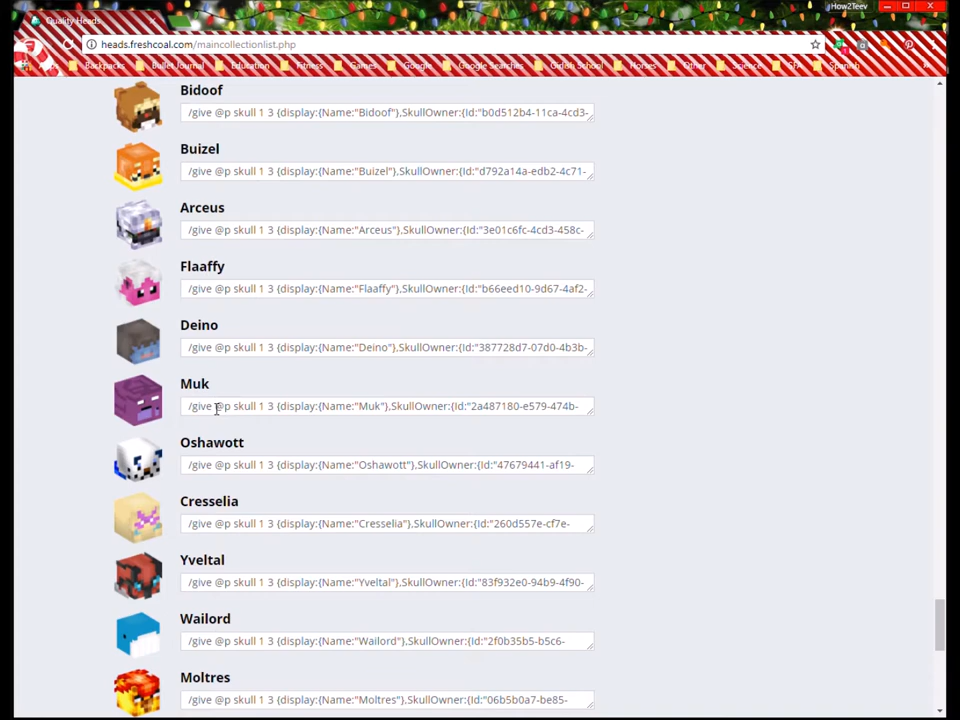 Quality Heads
iHow2Teev
heads.freshcoal.com/maincollectionlist.php
Backpacks Bullet Journal Education Fitness Games Google Google Searches Girlish School Horses Other Science SFA Spanish
Bidoof
/give @p skull 1 3 {display:{Name:"Bidoof"},SkullOwner:{Id:"b0d512b4-11ca-4cd3-
Buizel
/give @p skull 1 3 {display:{Name:"Buizel"},SkullOwner:{Id:"d792a14a-edb2-4c71-
Arceus
/give @p skull 1 3 {display:{Name:"Arceus"},SkullOwner:{Id:"3e01c6fc-4cd3-458c-
Flaaffy
/give @p skull 1 3 {display:{Name:"Flaaffy"},SkullOwner:{Id:"b66eed10-9d67-4af2-
Deino
/give @p skull 1 3 {display:{Name:"Deino"},SkullOwner:{Id:"387728d7-07d0-4b3b-
Muk
/give @p skull 1 3 {display:{Name:"Muk"},SkullOwner:{Id:"2a487180-e579-474b-
Oshawott
/give @p skull 1 3 {display:{Name:"Oshawott"},SkullOwner:{Id:"47679441-af19-
Cresselia
/give @p skull 1 3 {display:{Name:"Cresselia"},SkullOwner:{Id:"260d557e-cf7e-
Yveltal
/give @p skull 1 3 {display:{Name:"Yveltal"},SkullOwner:{Id:"83f932e0-94b9-4f90-
Wailord
/give @p skull 1 3 {display:{Name:"Wailord"},SkullOwner:{Id:"2f0b35b5-b5c6-
Moltres
/give @p skull 1 3 {display:{Name:"Moltres"},SkullOwner:{Id:"06b5b0a7-be85-